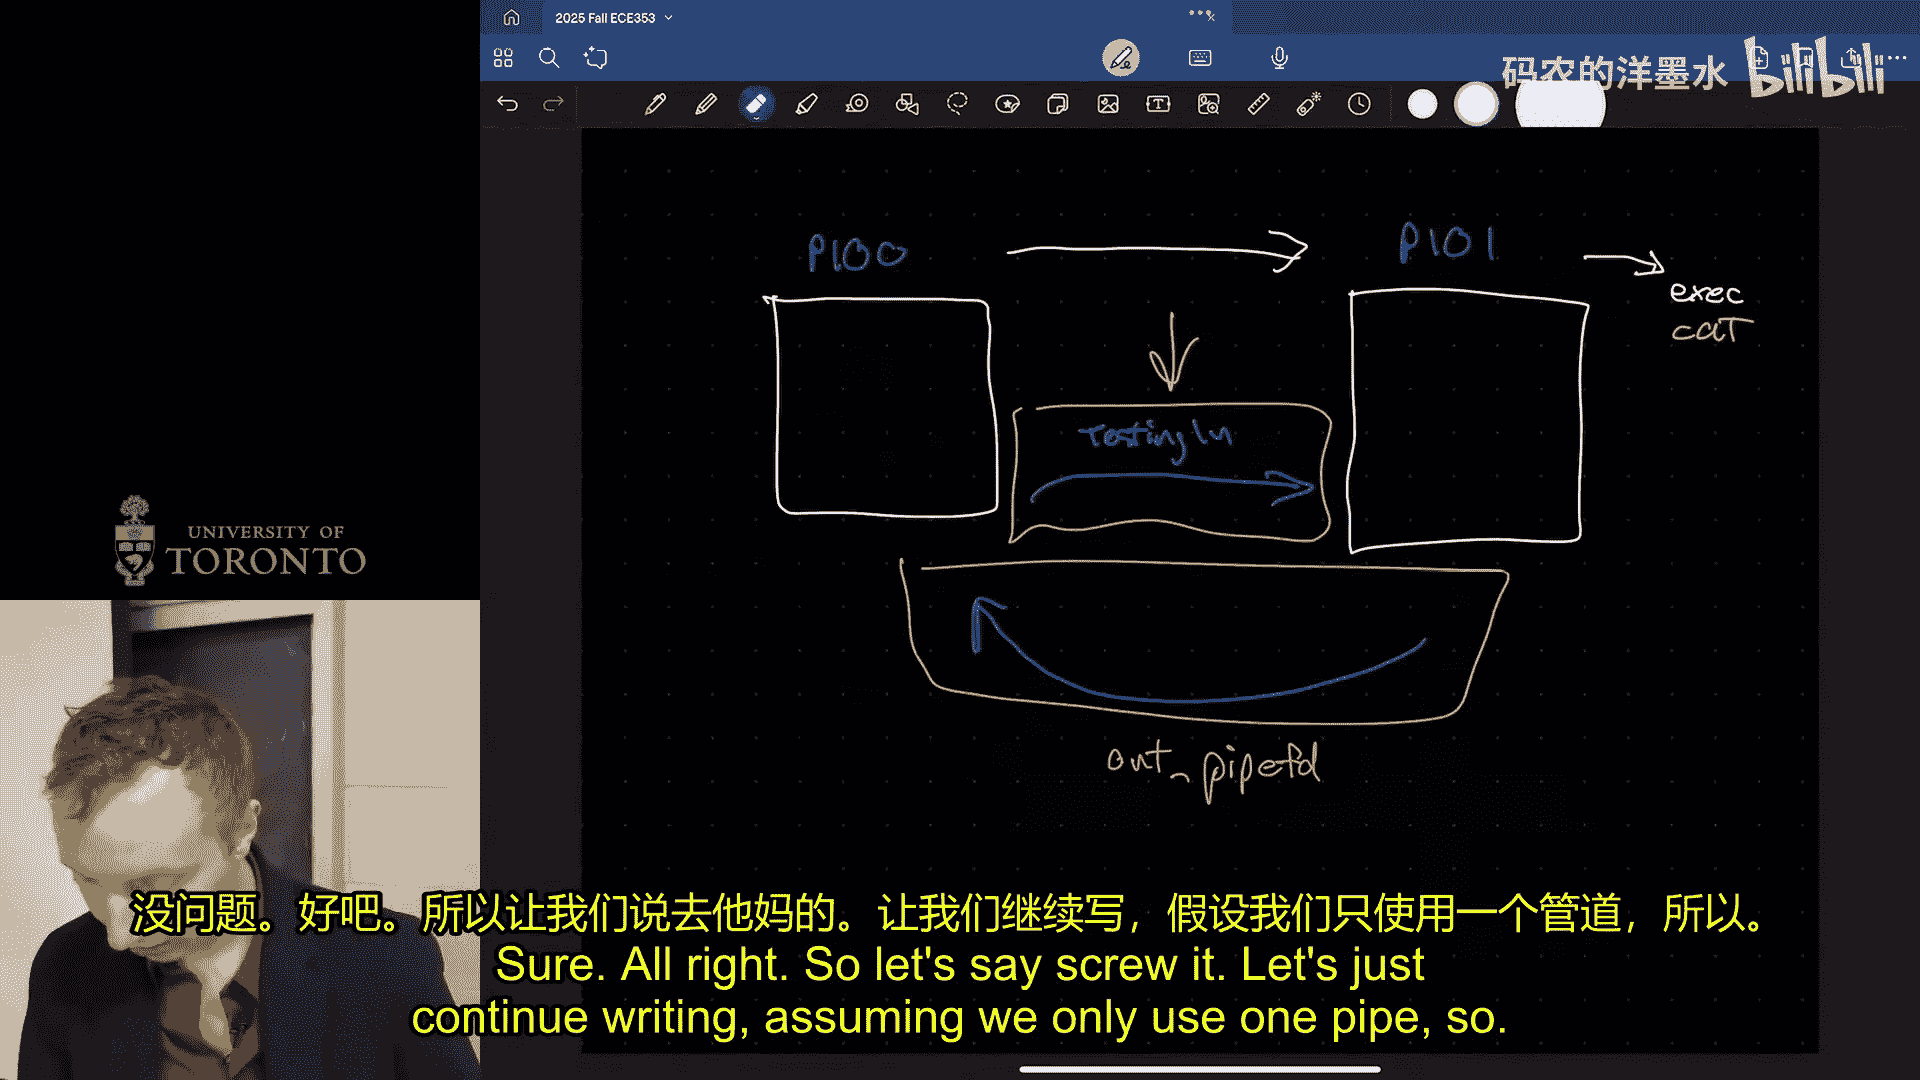 2025 Fall ECE353
码农的洋墨水 bilibili
P100
P101
exec
cat
Testing\n
UNIVERSITY OF
TORONTO
out_pipefd
没问题。好吧。所以让我们说去他妈的。让我们继续写，假设我们只使用一个管道，所以。
Sure. All right. So let's say screw it. Let's just
continue writing, assuming we only use one pipe, so.